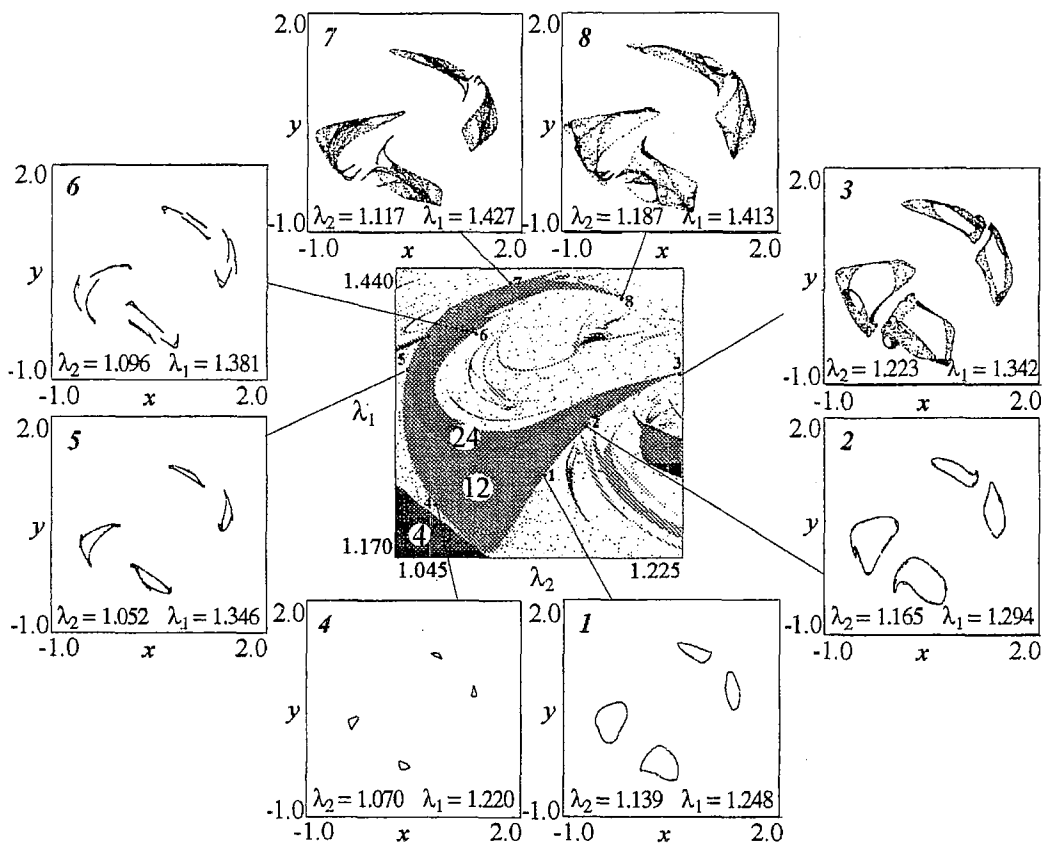 2.0 7
y
-1.0
λ2 = 1.117 λ1 = 1.427
-1.0 x 2.0
2.0 8
y
-1.0
λ2 = 1.187 λ1 = 1.413
-1.0 x 2.0
2.0 6
y
-1.0
λ2 = 1.096 λ1 = 1.381
-1.0 x 2.0
2.0 3
y
-1.0
λ2 = 1.223 λ1 = 1.342
-1.0 x 2.0
1.440
λ1
1.170
1.045 λ2 1.225
7
8
6
5
3
2
24
12
1
4
4
2.0 5
y
-1.0
λ2 = 1.052 λ1 = 1.346
-1.0 x 2.0
2.0 2
y
-1.0
λ2 = 1.165 λ1 = 1.294
-1.0 x 2.0
2.0 4
y
-1.0
λ2 = 1.070 λ1 = 1.220
-1.0 x 2.0
2.0 1
y
-1.0
λ2 = 1.139 λ1 = 1.248
-1.0 x 2.0